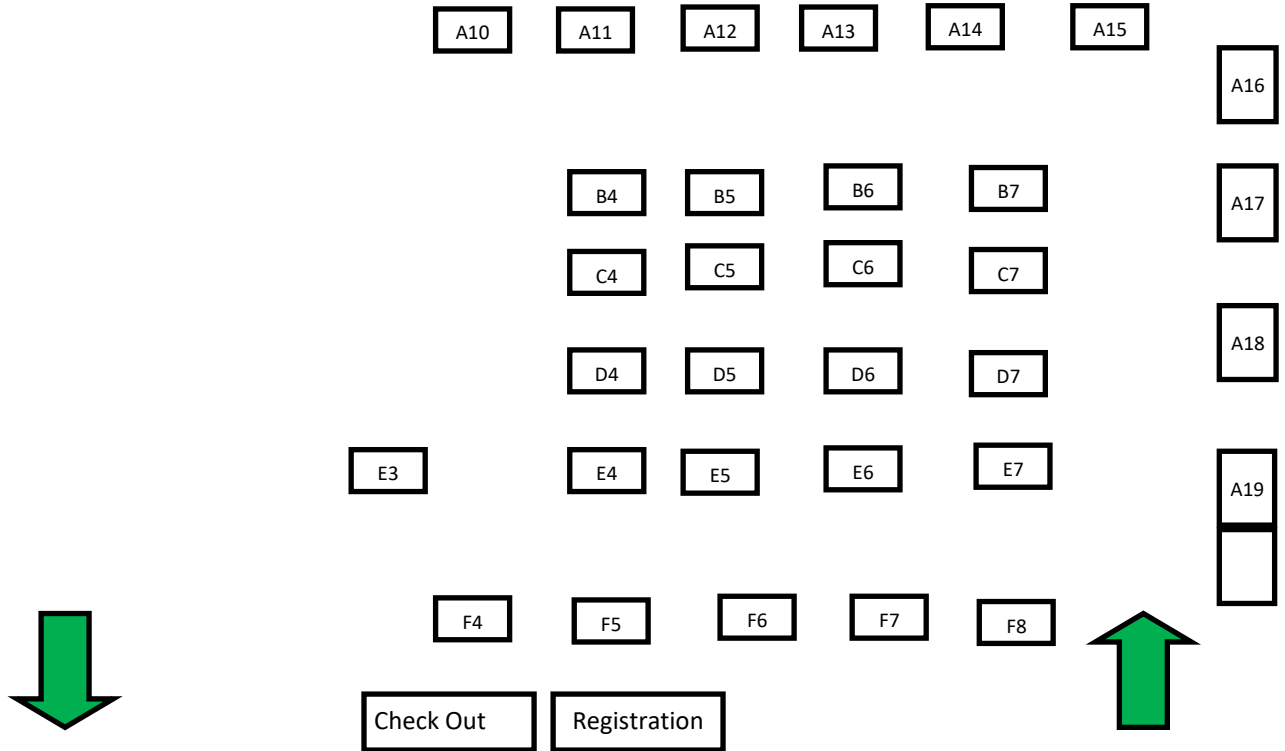 A10 A11 A12 A13 A14 A15
A16
B4 B5 B6 B7 A17
C4 C5 C6 C7
A18
D4 D5 D6 D7
E3 E4 E5 E6 E7
A19
F4 F5 F6 F7 F8
Check Out Registration